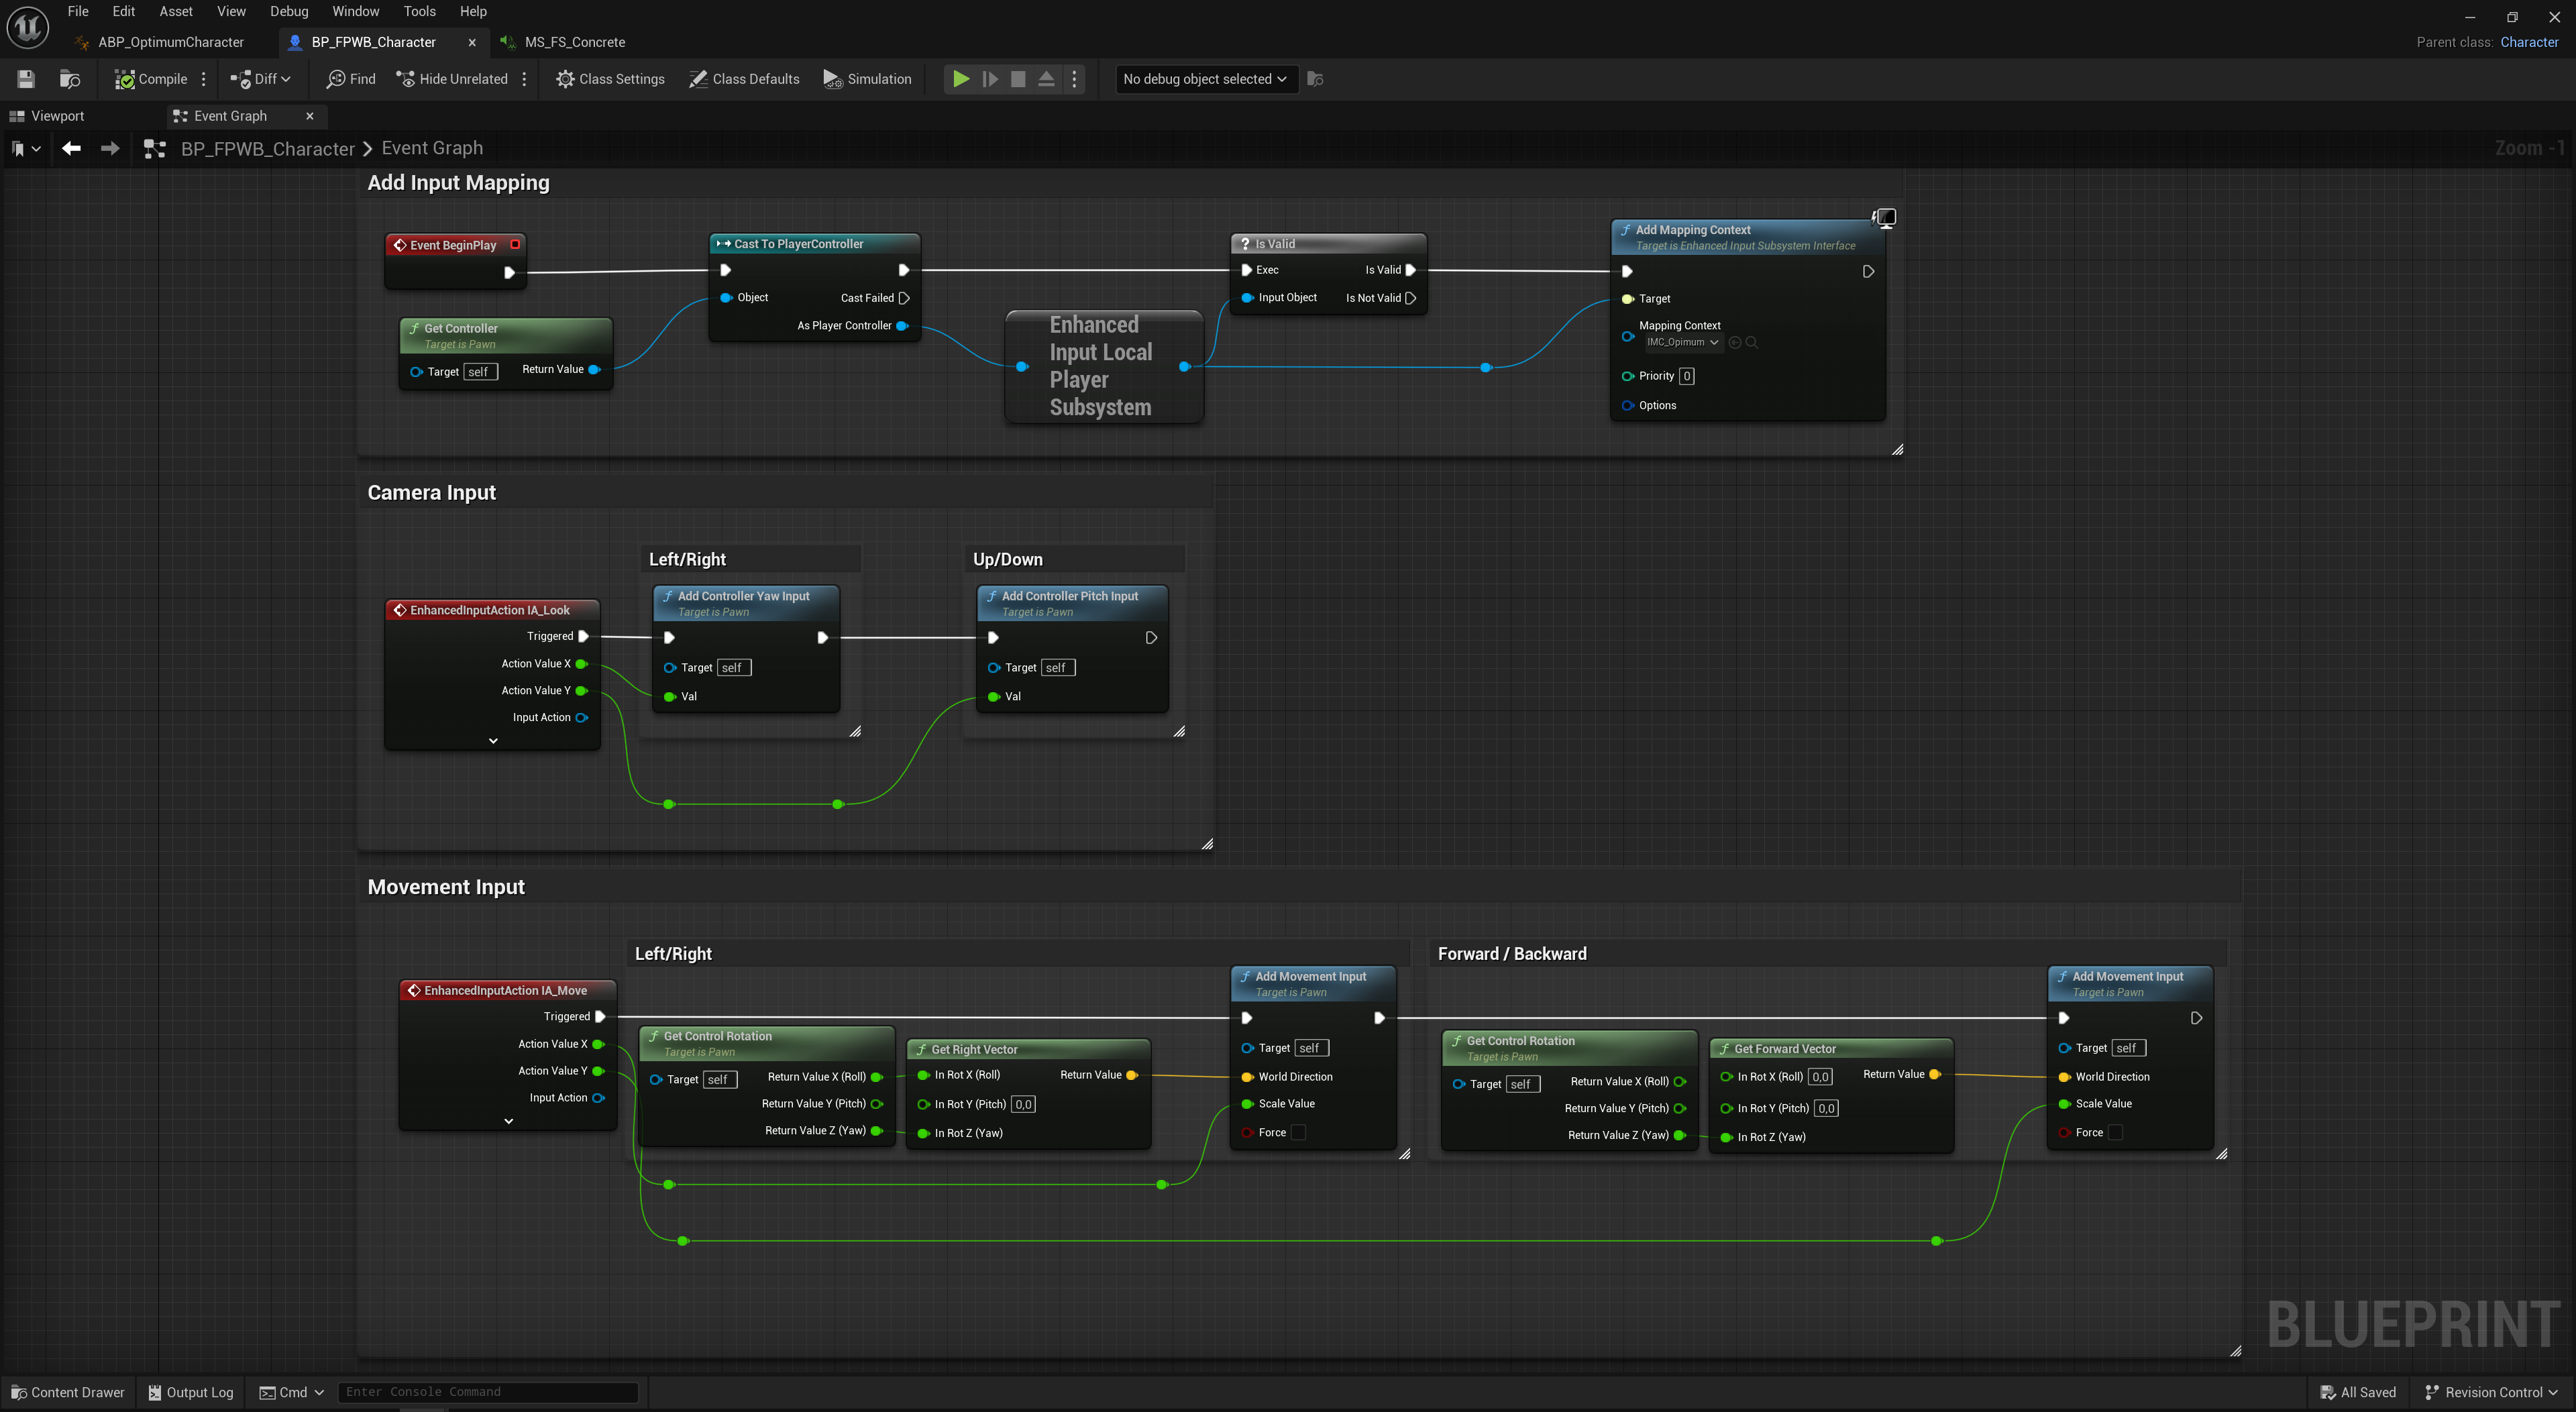 File Edit Asset View Debug Window Tools Help
ABP_OptimumCharacter BP_FPWB_Character MS_FS_Concrete
Parent class: Character
Compile Diff Find Hide Unrelated Class Settings Class Defaults Simulation No debug object selected
Viewport Event Graph
BP_FPWB_Character > Event Graph
Zoom -1
Add Input Mapping
Event BeginPlay
Get Controller
Target is Pawn
Target self Return Value
Cast To PlayerController
Object Cast Failed
As Player Controller
Enhanced
Input Local
Player
Subsystem
Is Valid
Exec Is Valid
Input Object Is Not Valid
Add Mapping Context
Target is Enhanced Input Subsystem Interface
Target
Mapping Context
IMC_Opimum
Priority 0
Options
Camera Input
EnhancedInputAction IA_Look
Triggered
Action Value X
Action Value Y
Input Action
Left/Right
Add Controller Yaw Input
Target is Pawn
Target self
Val
Up/Down
Add Controller Pitch Input
Target is Pawn
Target self
Val
Movement Input
EnhancedInputAction IA_Move
Triggered
Action Value X
Action Value Y
Input Action
Left/Right
Get Control Rotation
Target is Pawn
Target self Return Value X (Roll)
Return Value Y (Pitch)
Return Value Z (Yaw)
Get Right Vector
In Rot X (Roll) Return Value
In Rot Y (Pitch) 0,0
In Rot Z (Yaw)
Add Movement Input
Target is Pawn
Target self
World Direction
Scale Value
Force
Forward / Backward
Get Control Rotation
Target is Pawn
Target self Return Value X (Roll)
Return Value Y (Pitch)
Return Value Z (Yaw)
Get Forward Vector
In Rot X (Roll) 0,0 Return Value
In Rot Y (Pitch) 0,0
In Rot Z (Yaw)
Add Movement Input
Target is Pawn
Target self
World Direction
Scale Value
Force
BLUEPRINT
Content Drawer Output Log Cmd Enter Console Command All Saved Revision Control